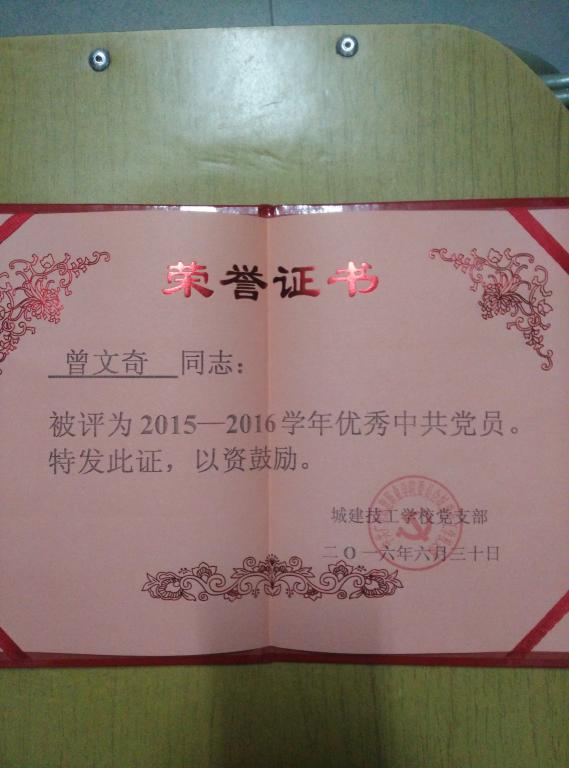 荣誉证书
曾文奇 同志：
被评为2015—2016学年优秀中共党员。
特发此证，以资鼓励。
城建技工学校党支部
二O一六年六月三十日